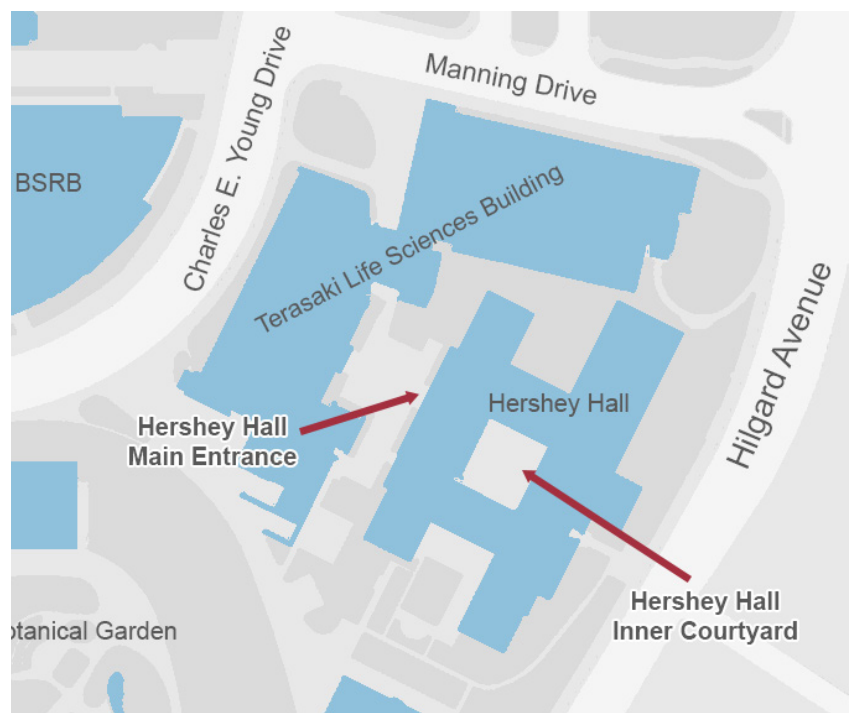 Manning Drive
Charles E. Young Drive
BSRB
Terasaki Life Sciences Building
Hilgard Avenue
Hershey Hall
Hershey Hall
Main Entrance
Hershey Hall
Inner Courtyard
otanical Garden